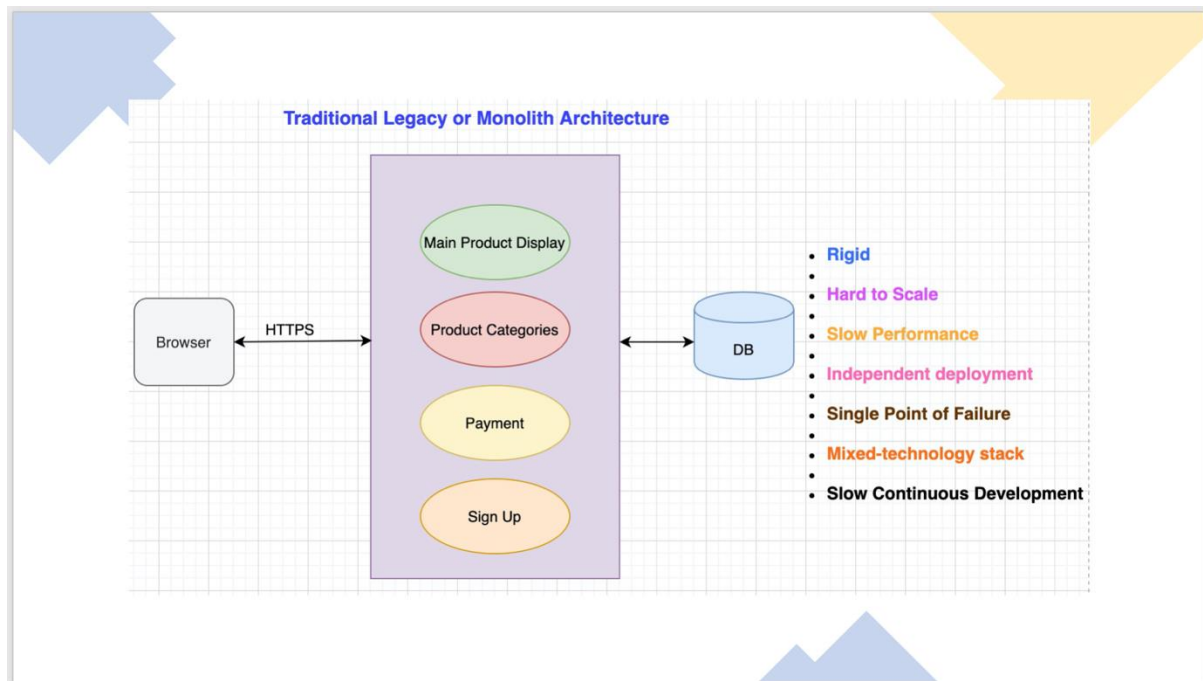 Traditional Legacy or Monolith Architecture
Main Product Display
Product Categories
Payment
Sign Up
Browser
HTTPS
DB
Rigid
Hard to Scale
Slow Performance
Independent deployment
Single Point of Failure
Mixed-technology stack
Slow Continuous Development